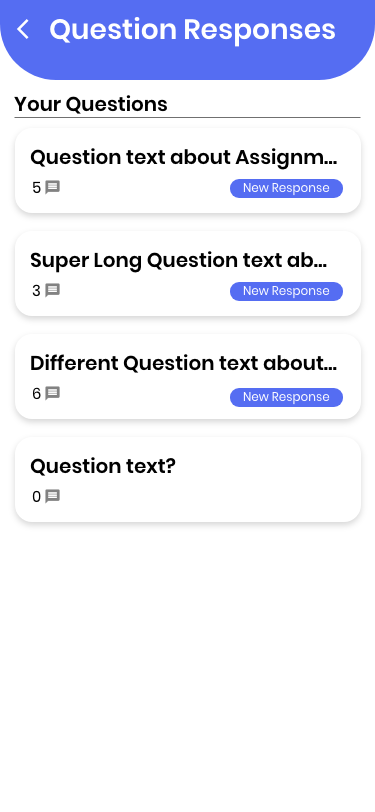 Question Responses
Your Questions
Question text about Assignm...
5
New Response
Super Long Question text ab...
3
New Response
Different Question text about...
6
New Response
Question text?
0